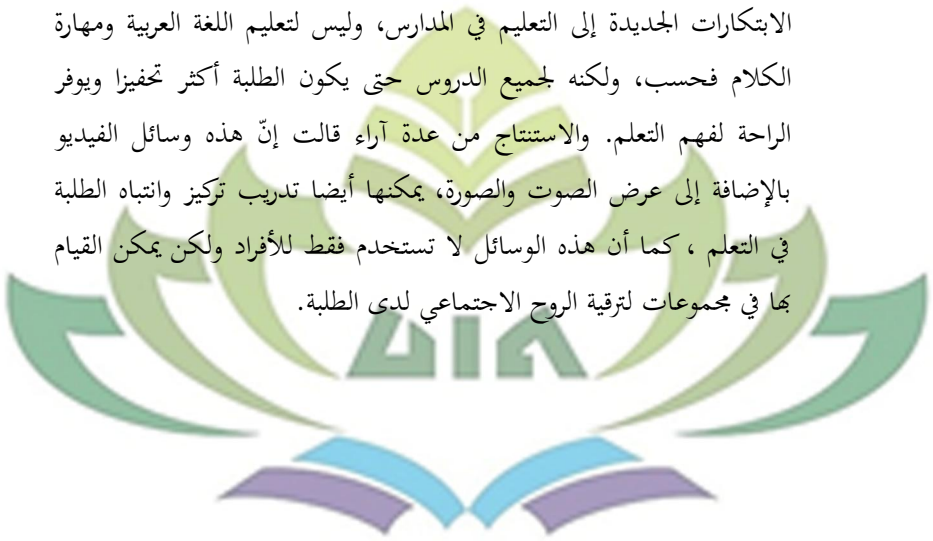 الابتكارات الجديدة إلى التعليم في المدارس، وليس لتعليم اللغة العربية ومهارة
الكلام فحسب، ولكنه لجميع الدروس حتى يكون الطلبة أكثر تحفيزا ويوفر
الراحة لفهم التعلم. والاستنتاج من عدة آراء قالت إنّ هذه وسائل الفيديو
بالإضافة إلى عرض الصوت والصورة، يمكنها أيضا تدريب تركيز وانتباه الطلبة
في التعلم ، كما أن هذه الوسائل لا تستخدم فقط للأفراد ولكن يمكن القيام
بها في مجموعات لترقية الروح الاجتماعي لدى الطلبة.